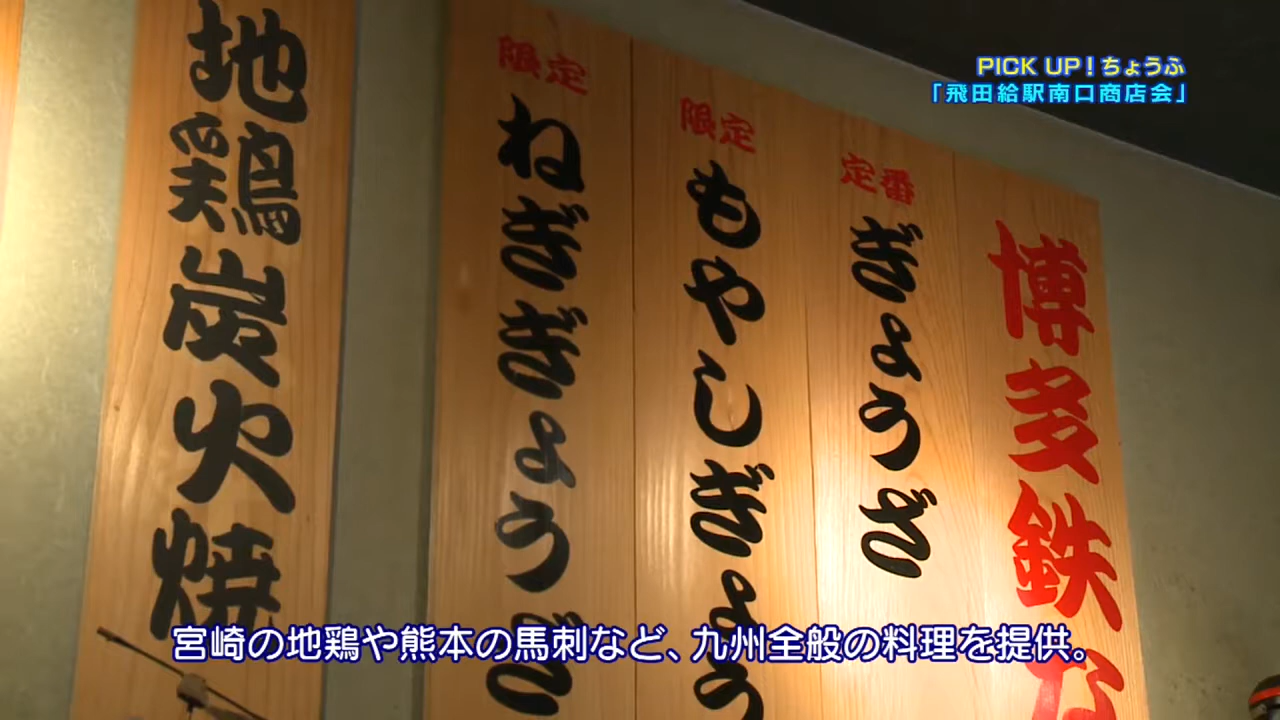 PICK UP!ちょうふ
「飛田給駅南口商店会」
博多鉄な
定番
ぎょうざ
限定
もやしぎょう
限定
ねぎぎょうざ
地鶏炭火焼
宮崎の地鶏や熊本の馬刺など、九州全般の料理を提供。